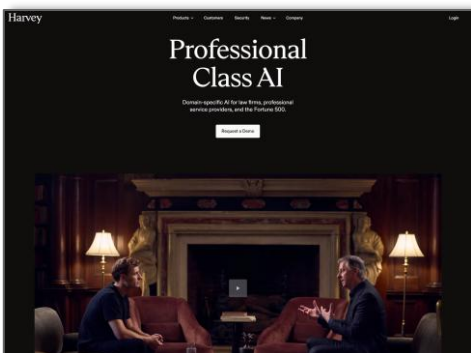 Harvey
Products Customers Security News Company
Login
Professional
Class AI
Domain-specific AI for law firms, professional
service providers, and the Fortune 500.
Request a Demo